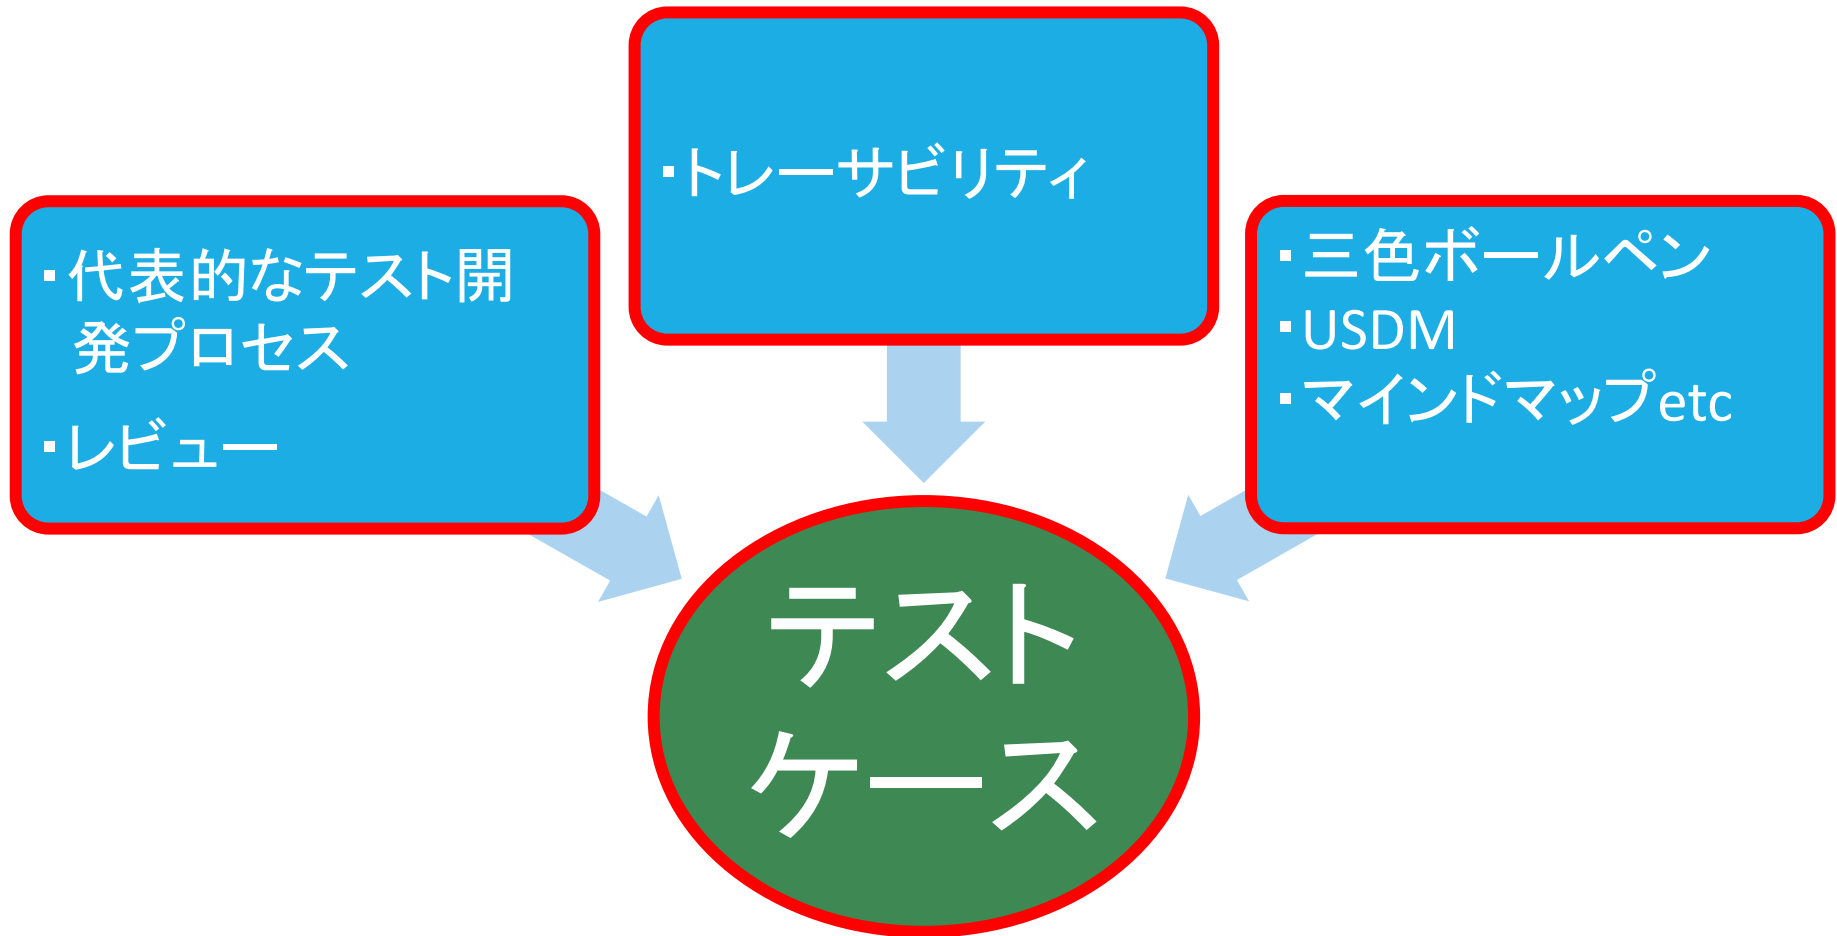 ・トレーサビリティ
・代表的なテスト開
発プロセス
・レビュー
・三色ボールペン
・USDM
・マインドマップetc
テスト
ケース